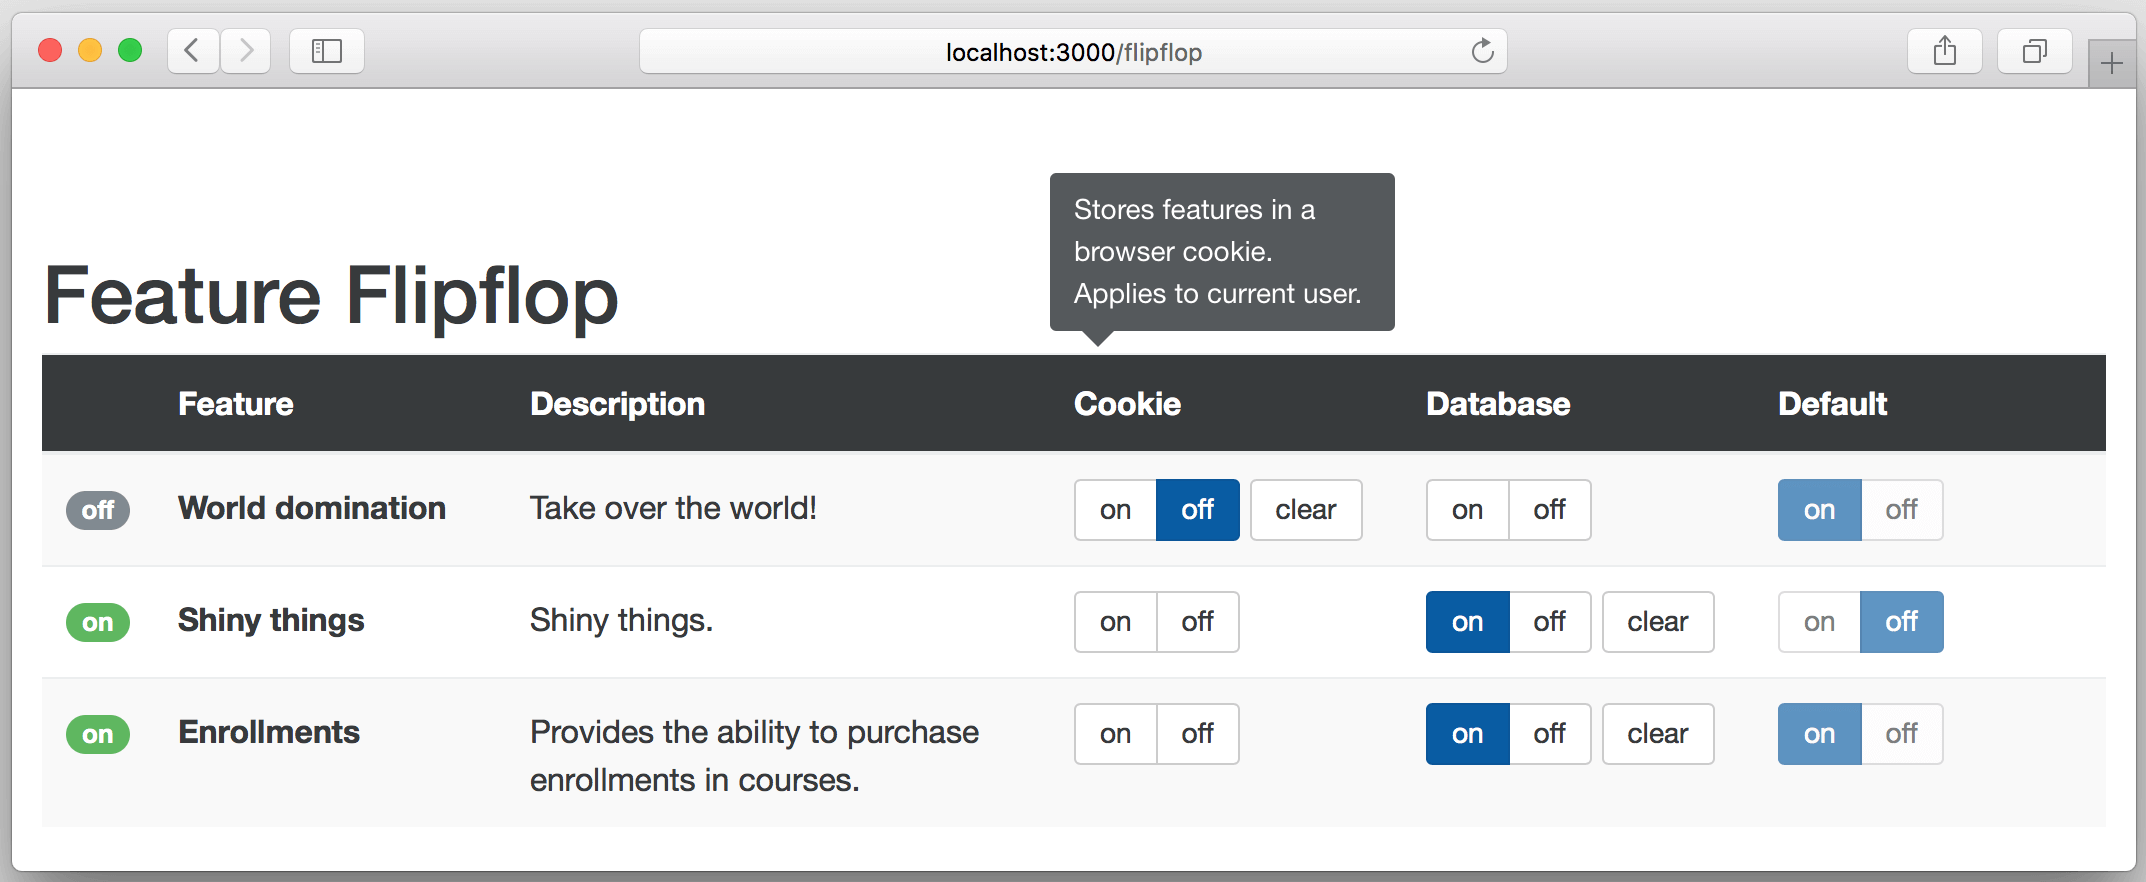 localhost:3000/flipflop
Stores features in a
browser cookie.
Applies to current user.
Feature Flipflop
Feature Description Cookie Database Default
off World domination Take over the world! on off clear on off on off
on Shiny things Shiny things. on off on off clear on off
on Enrollments Provides the ability to purchase on off on off clear on off
enrollments in courses.